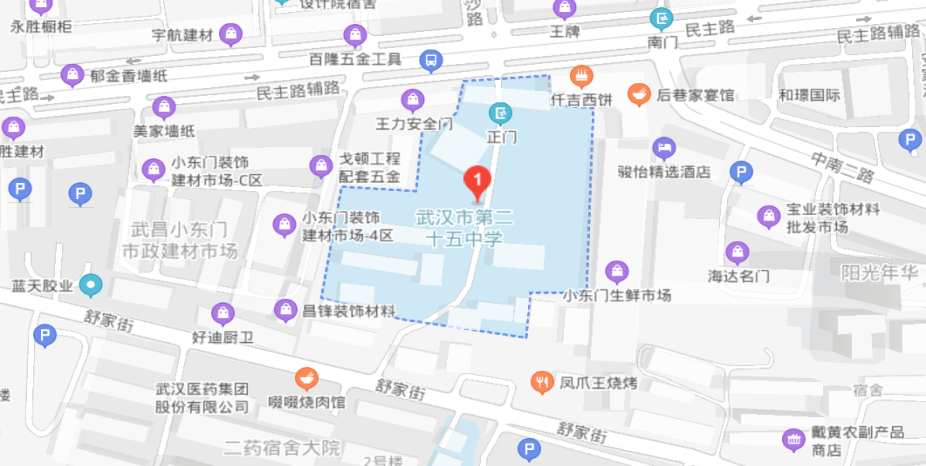 设计院宿舍
沙路
永胜橱柜
宇航建材
王牌
南门
民主路
民主路辅路
百隆五金工具
郁金香墙纸
民主路
民主路辅路
仟吉西饼
后巷家宴馆
和璟国际
美家墙纸
王力安全门
正门
胜建材
小东门装饰
建材市场-C区
戈顿工程
配套五金
骏怡精选酒店
中南二路
小东门装饰
建材市场-4区
1
武汉市第二
十五中学
宝业装饰材料
批发市场
武昌小东门
市政建材市场
海达名门
阳光年华
蓝天胶业
小东门生鲜市场
昌锋装饰材料
舒家街
好迪厨卫
武汉医药集团
股份有限公司
啜啜烧肉馆
舒家街
凤爪王烧烤
宿舍
楼
舒家街
戴黄农副产品
商店
二药宿舍大院
2号楼
P
P
P
P
P
P